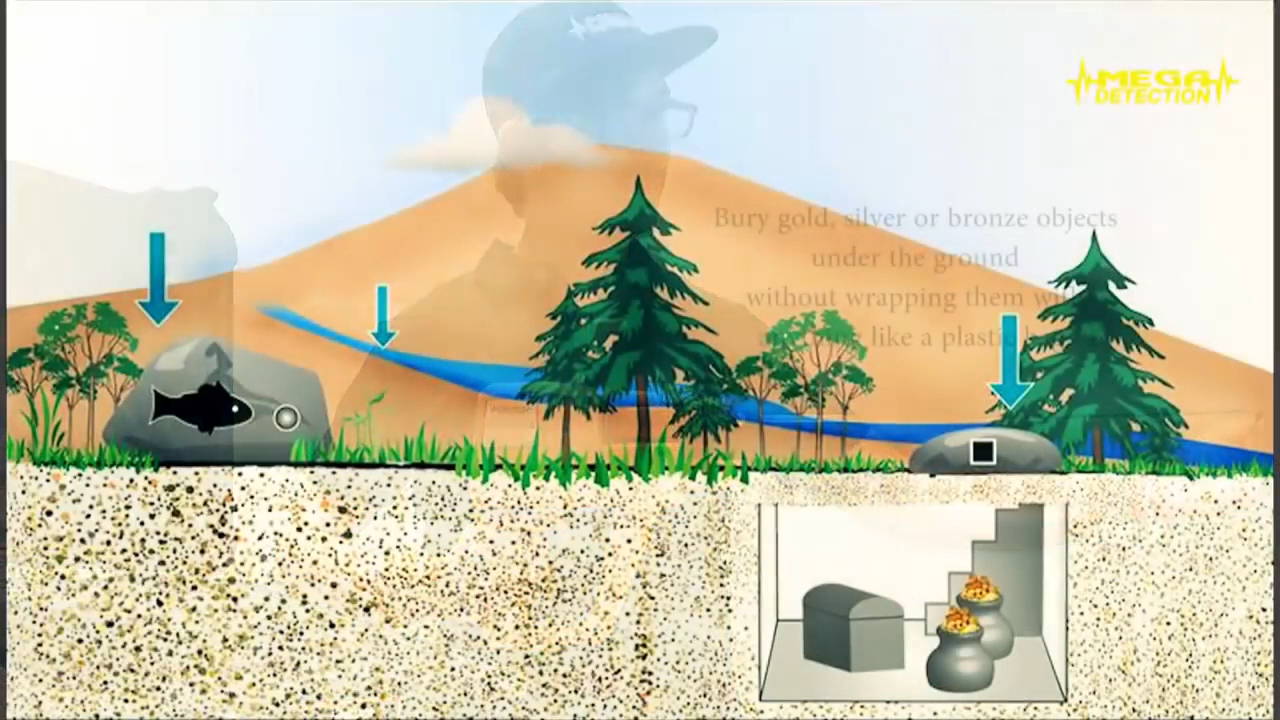 MEGA
DETECTION
Bury gold, silver or bronze objects
under the ground
without wrapping them
like a plastic